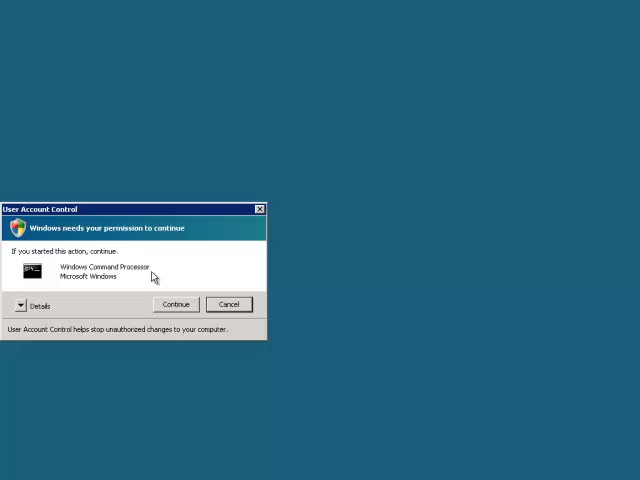 User Account Control
Windows needs your permission to continue
If you started this action, continue.
Windows Command Processor
Microsoft Windows
Details
Continue
Cancel
User Account Control helps stop unauthorized changes to your computer.